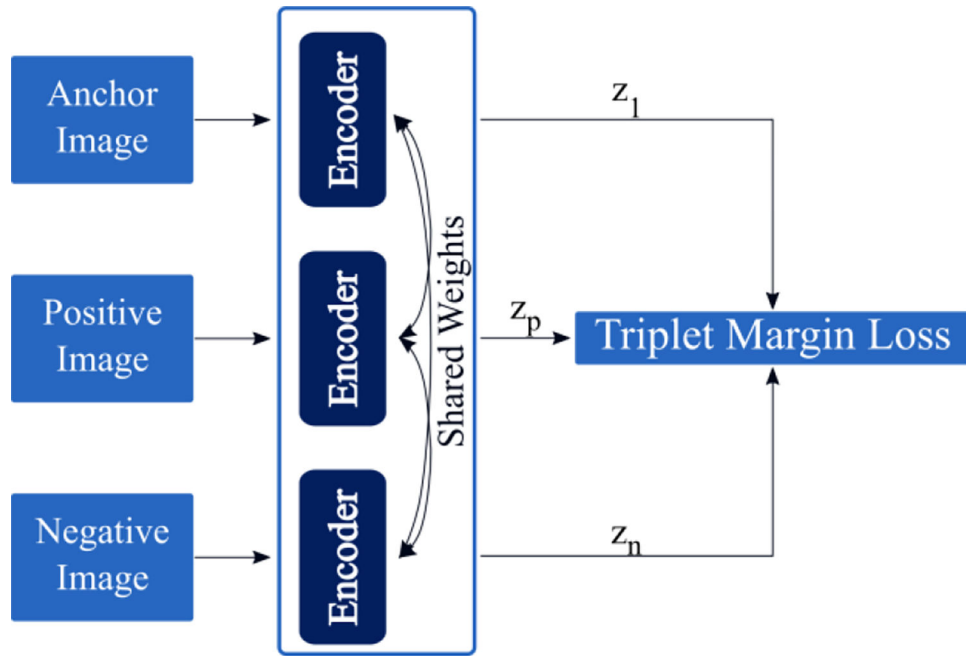 Anchor
Image
Encoder
z1
Positive
Image
Encoder
Shared Weights
zp
Triplet Margin Loss
Negative
Image
Encoder
zn